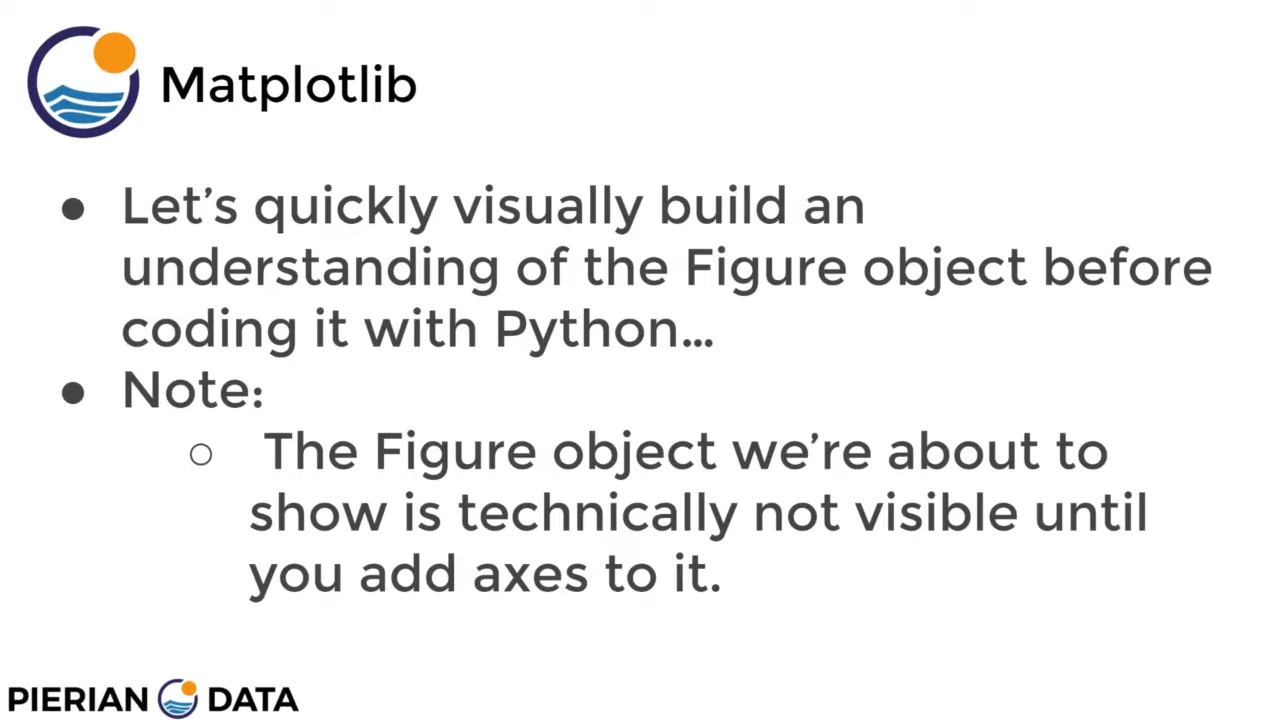 Matplotlib
● Let’s quickly visually build an
understanding of the Figure object before
coding it with Python...
● Note:
○ The Figure object we’re about to
show is technically not visible until
you add axes to it.
PIERIAN DATA